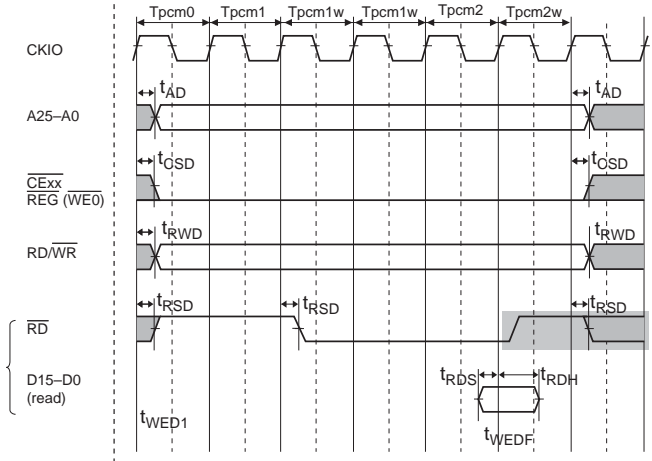 Tpcm0 Tpcm1 Tpcm1w Tpcm1w Tpcm2 Tpcm2w
CKIO
tAD tAD
A25–A0
tCSD tCSD
CExx
REG (WE0)
tRWD tRWD
RD/WR
tRSD tRSD tRSD
RD
tRDS tRDH
D15–D0
(read)
tWED1
tWEDF